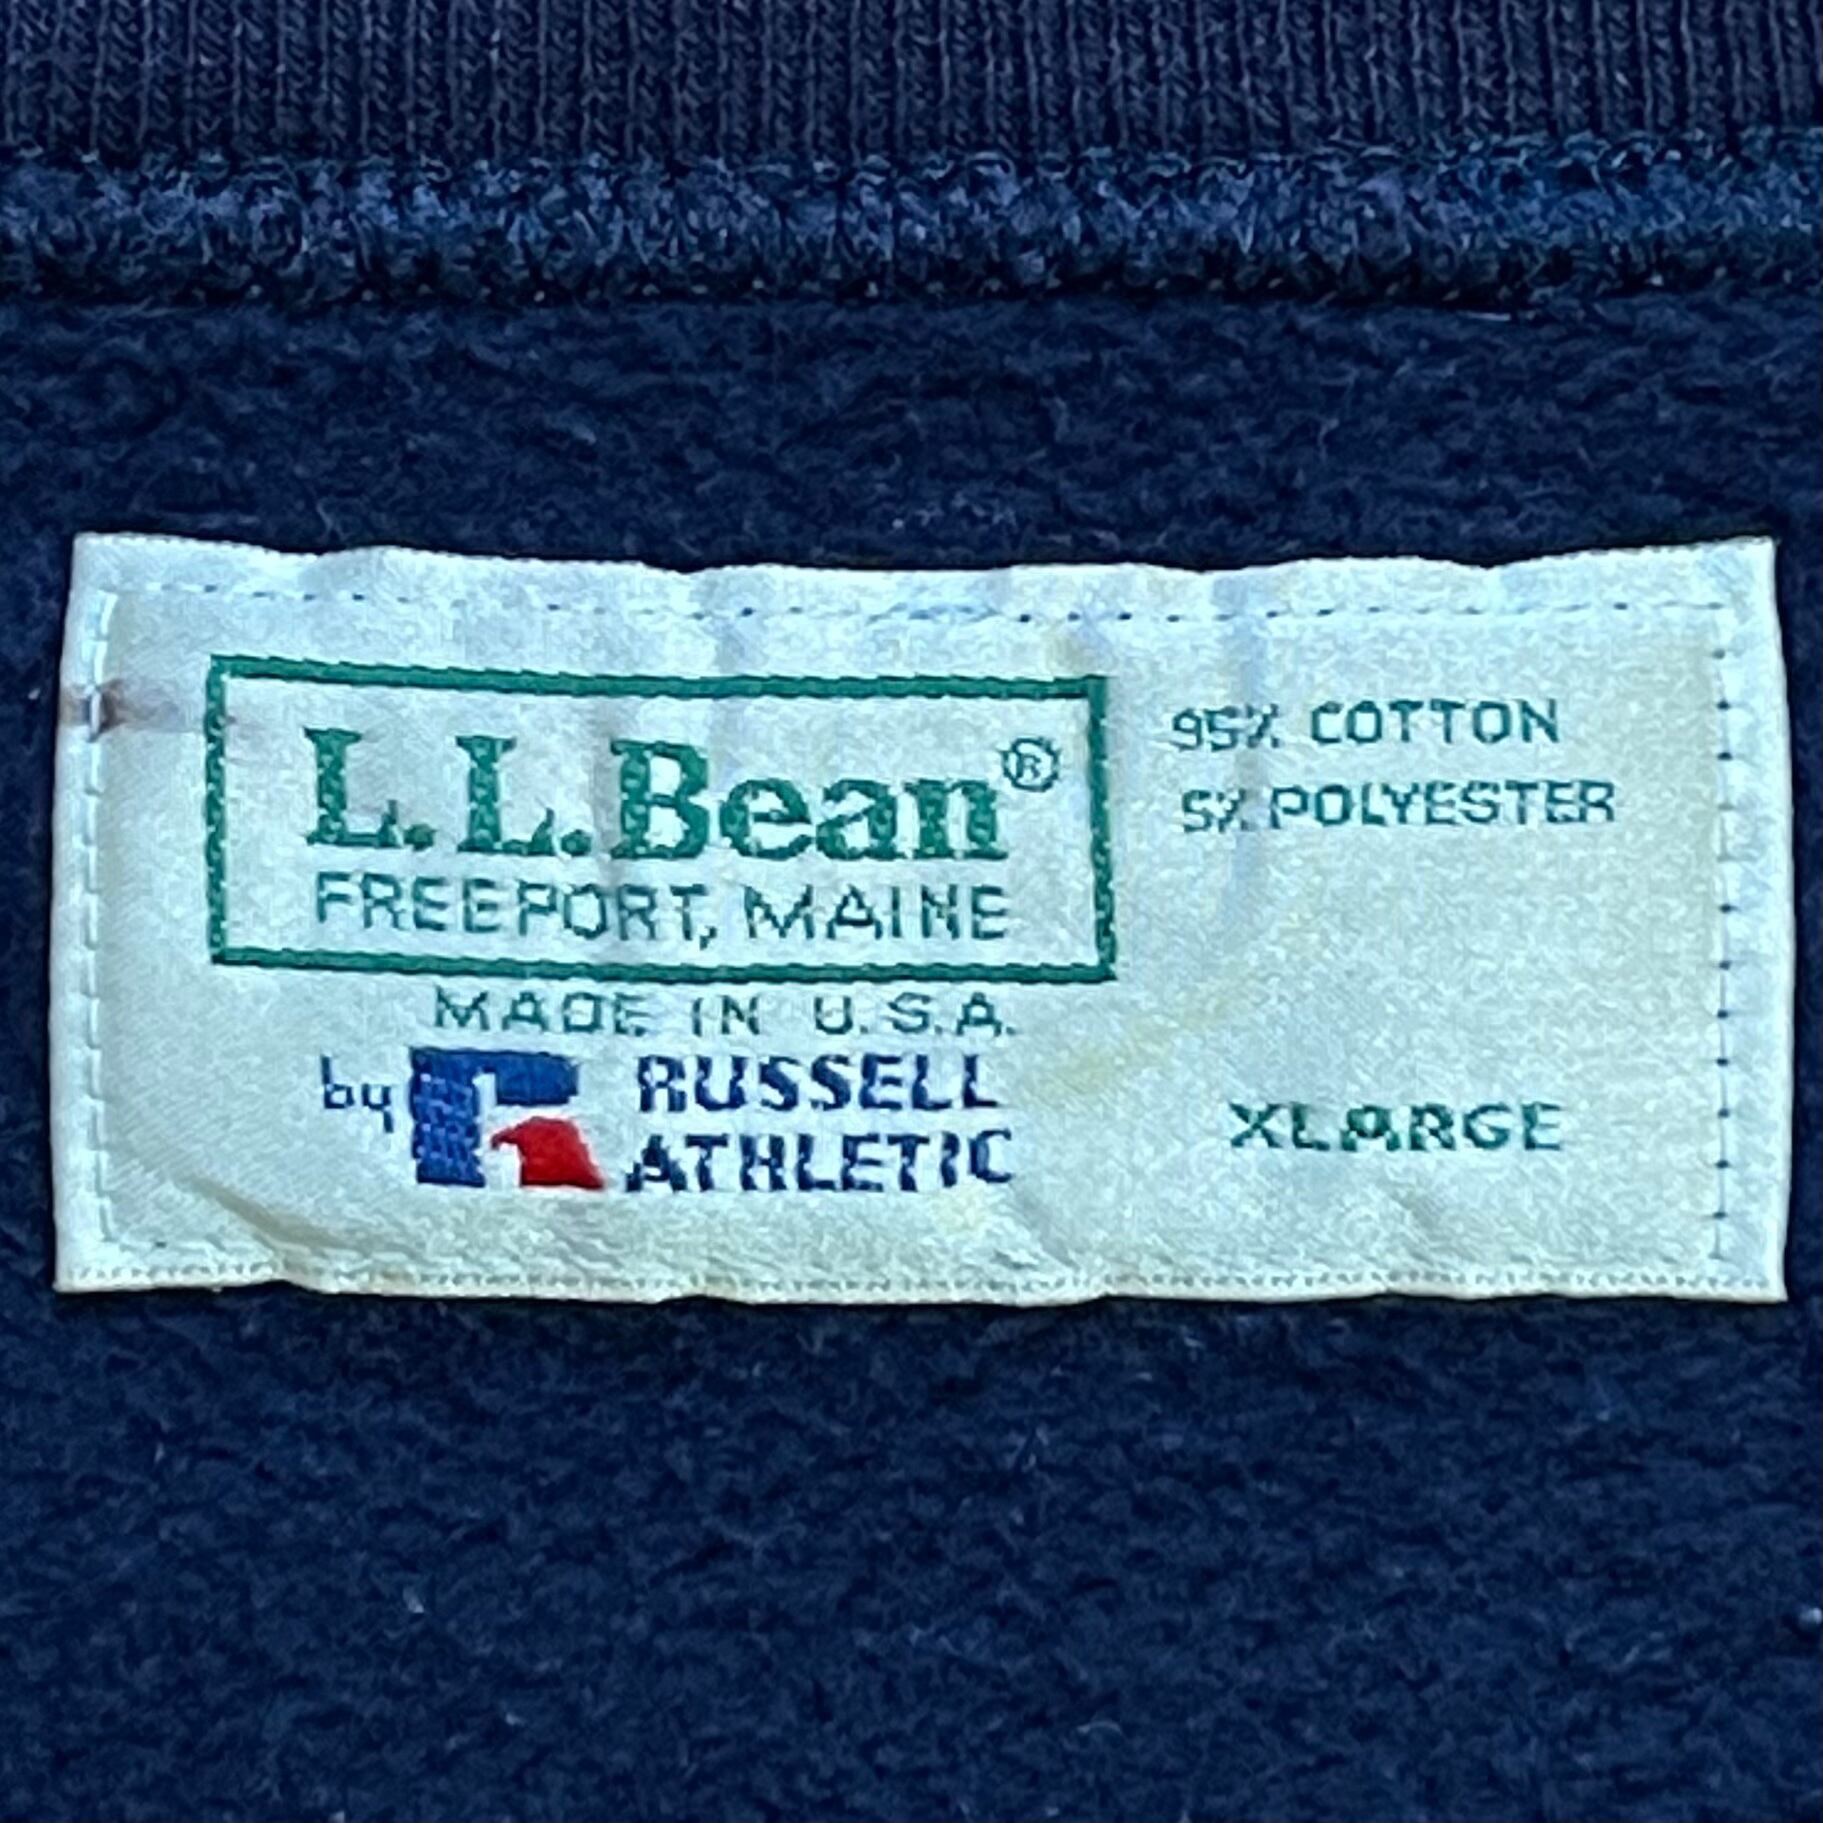 L.L.Bean®
FREEPORT, MAINE
MADE IN U.S.A.
by RUSSELL
ATHLETIC
95% COTTON
5% POLYESTER
XLARGE